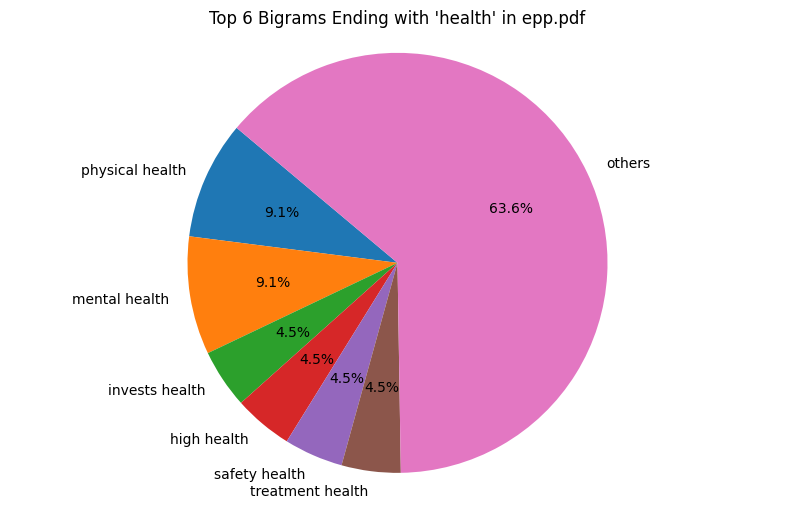 Top 6 Bigrams Ending with 'health' in epp.pdf
others
63.6%
physical health
9.1%
mental health
9.1%
invests health
4.5%
high health
4.5%
safety health
4.5%
treatment health
4.5%